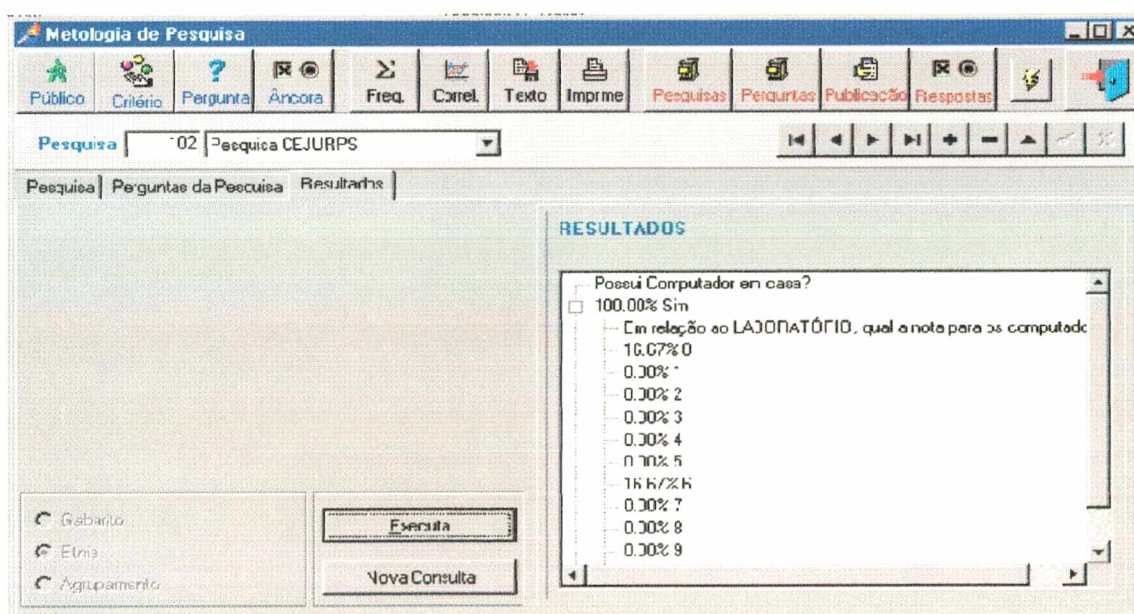 Metologia de Pesquisa
Público Critério Pergunta Âncora Freq. Correl. Texto Imprime Pesquisas Perguntas Publicação Respostas
Pesquisa 102 Pesquisa CEJURPS
Pesquisa Perguntas da Pesquisa Resultados
RESULTADOS
Possui Computador em casa?
100.00% Sim
Em relação ao LABORATÓRIO, qual a nota para os computado
16.67% 0
0.00% 1
0.00% 2
0.00% 3
0.00% 4
0.00% 5
16.67% 6
0.00% 7
0.00% 8
0.00% 9
Gabarito
Etnia
Agrupamento
Executa
Nova Consulta